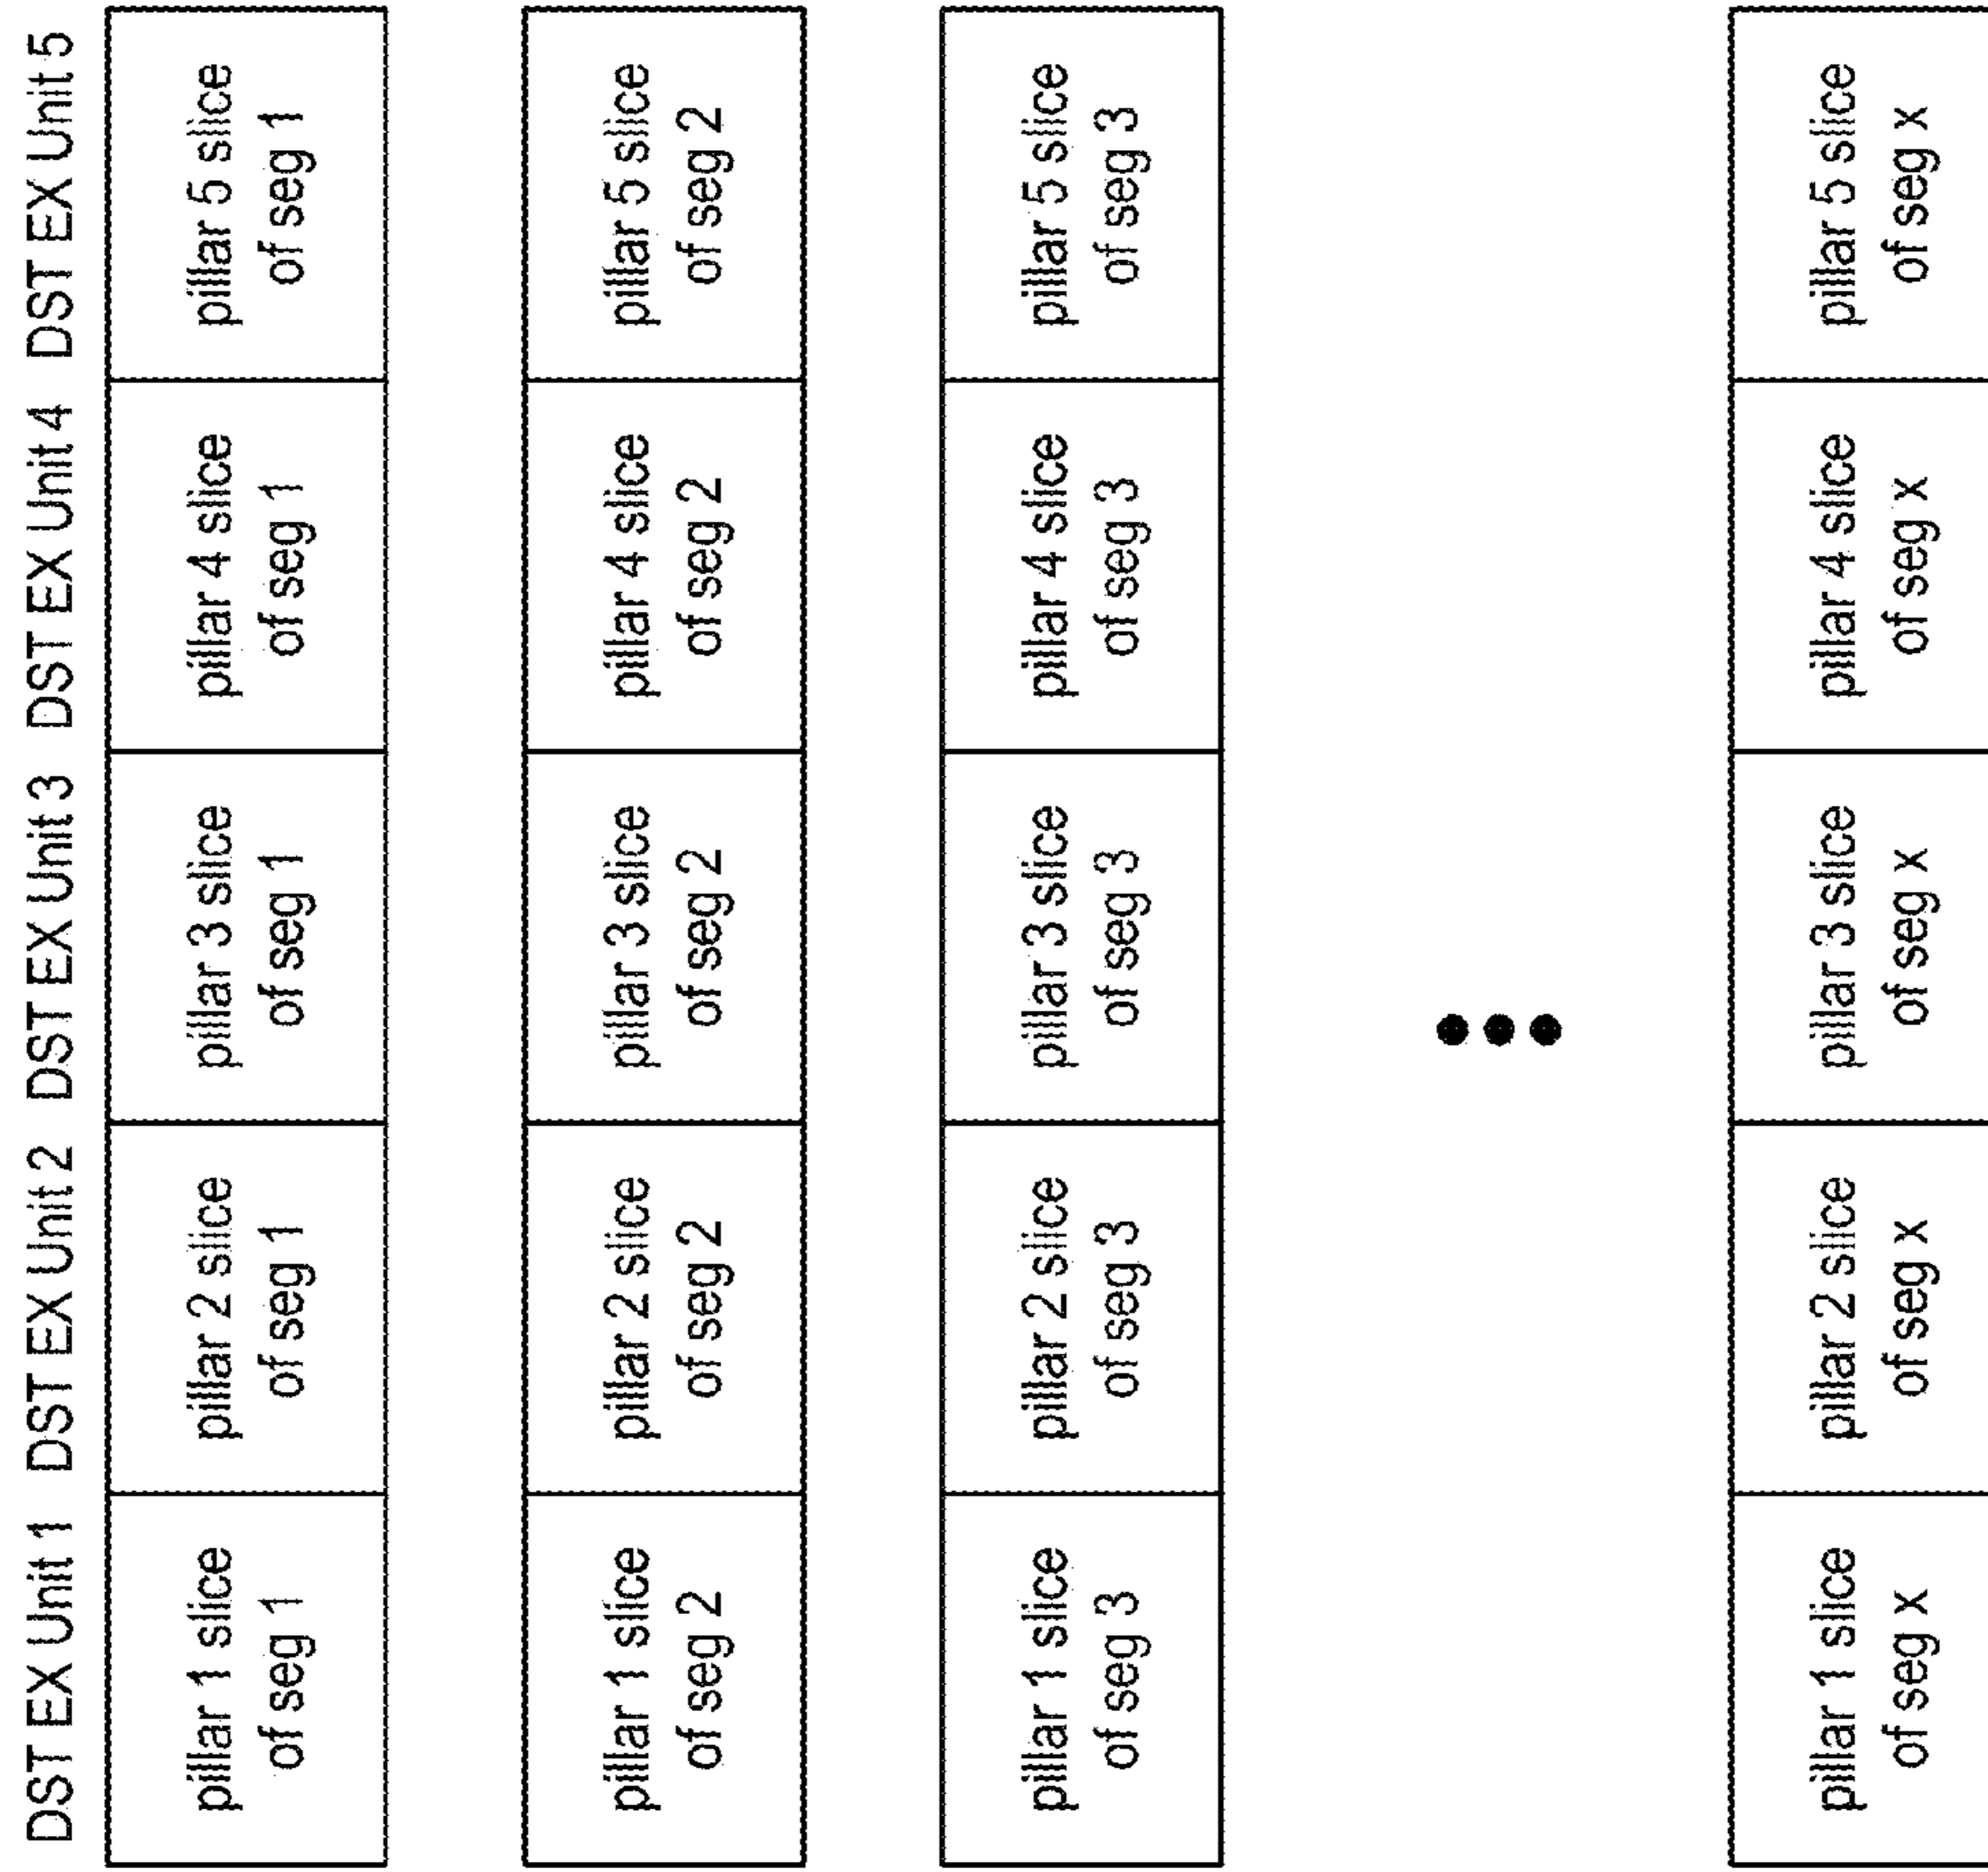 DST EX Unit 1 DST EX Unit 2 DST EX Unit 3 DST EX Unit 4 DST EX Unit 5
pillar 1 slice
of seg 1
pillar 2 slice
of seg 1
pillar 3 slice
of seg 1
pillar 4 slice
of seg 1
pillar 5 slice
of seg 1
pillar 1 slice
of seg 2
pillar 2 slice
of seg 2
pillar 3 slice
of seg 2
pillar 4 slice
of seg 2
pillar 5 slice
of seg 2
pillar 1 slice
of seg 3
pillar 2 slice
of seg 3
pillar 3 slice
of seg 3
pillar 4 slice
of seg 3
pillar 5 slice
of seg 3
pillar 1 slice
of seg x
pillar 2 slice
of seg x
pillar 3 slice
of seg x
pillar 4 slice
of seg x
pillar 5 slice
of seg x